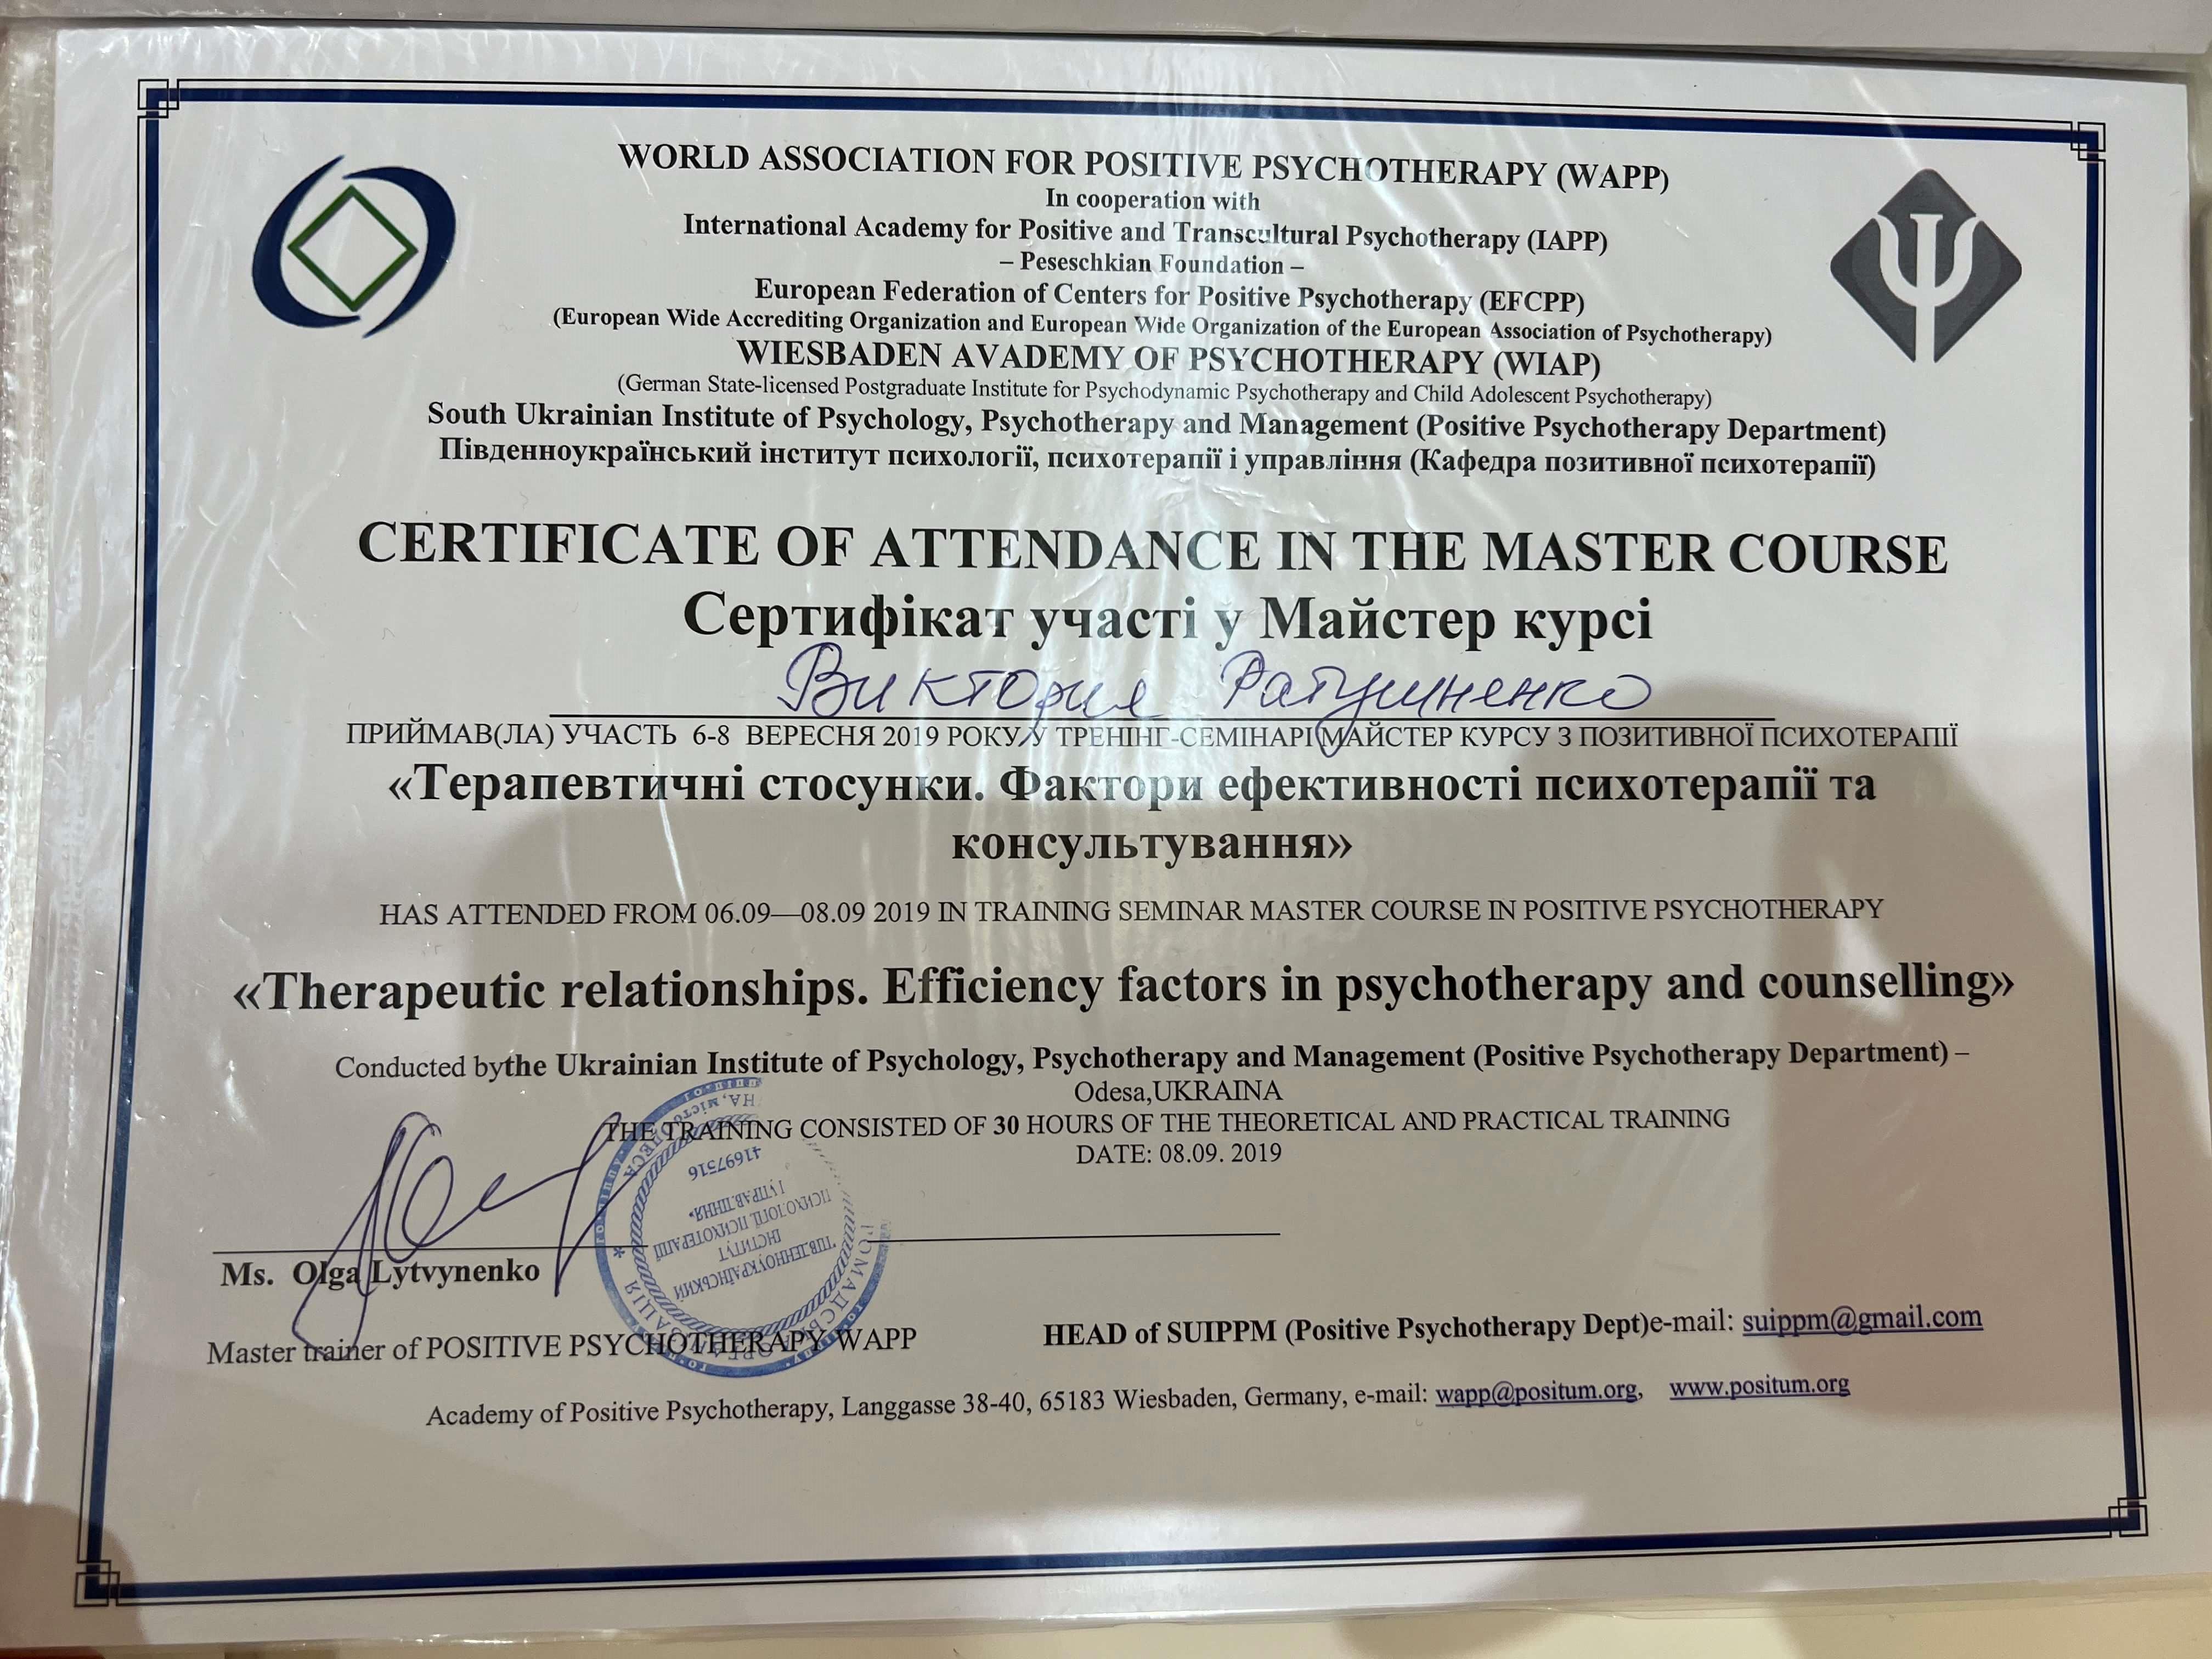 WORLD ASSOCIATION FOR POSITIVE PSYCHOTHERAPY (WAPP)
In cooperation with
International Academy for Positive and Transcultural Psychotherapy (IAPP)
– Peseschkian Foundation –
European Federation of Centers for Positive Psychotherapy (EFCPP)
(European Wide Accrediting Organization and European Wide Organization of the European Association of Psychotherapy)
WIESBADEN AVADEMY OF PSYCHOTHERAPY (WIAP)
(German State-licensed Postgraduate Institute for Psychodynamic Psychotherapy and Child Adolescent Psychotherapy)
South Ukrainian Institute of Psychology, Psychotherapy and Management (Positive Psychotherapy Department)
Південноукраїнський інститут психології, психотерапії і управління (Кафедра позитивної психотерапії)
CERTIFICATE OF ATTENDANCE IN THE MASTER COURSE
Сертифікат участі у Майстер курсі
Виктория Ратушненко
ПРИЙМАВ(ЛА) УЧАСТЬ 6-8 ВЕРЕСНЯ 2019 РОКУ У ТРЕНІНГ-СЕМІНАРІ МАЙСТЕР КУРСУ З ПОЗИТИВНОЇ ПСИХОТЕРАПІЇ
«Терапевтичні стосунки. Фактори ефективності психотерапії та
консультування»
HAS ATTENDED FROM 06.09—08.09 2019 IN TRAINING SEMINAR MASTER COURSE IN POSITIVE PSYCHOTHERAPY
«Therapeutic relationships. Efficiency factors in psychotherapy and counselling»
Conducted bythe Ukrainian Institute of Psychology, Psychotherapy and Management (Positive Psychotherapy Department) –
Odesa,UKRAINA
THE TRAINING CONSISTED OF 30 HOURS OF THE THEORETICAL AND PRACTICAL TRAINING
DATE: 08.09. 2019
"ПІВДЕННОУКРАЇНСЬКИЙ
ІНСТИТУТ
ПСИХОЛОГІЇ, ПСИХОТЕРАПІЇ
І УПРАВЛІННЯ"
41697516
Ms. Olga Lytvynenko
Master trainer of POSITIVE PSYCHOTHERAPY WAPP
HEAD of SUIPPM (Positive Psychotherapy Dept)e-mail: suippm@gmail.com
Academy of Positive Psychotherapy, Langgasse 38-40, 65183 Wiesbaden, Germany, e-mail: wapp@positum.org, www.positum.org